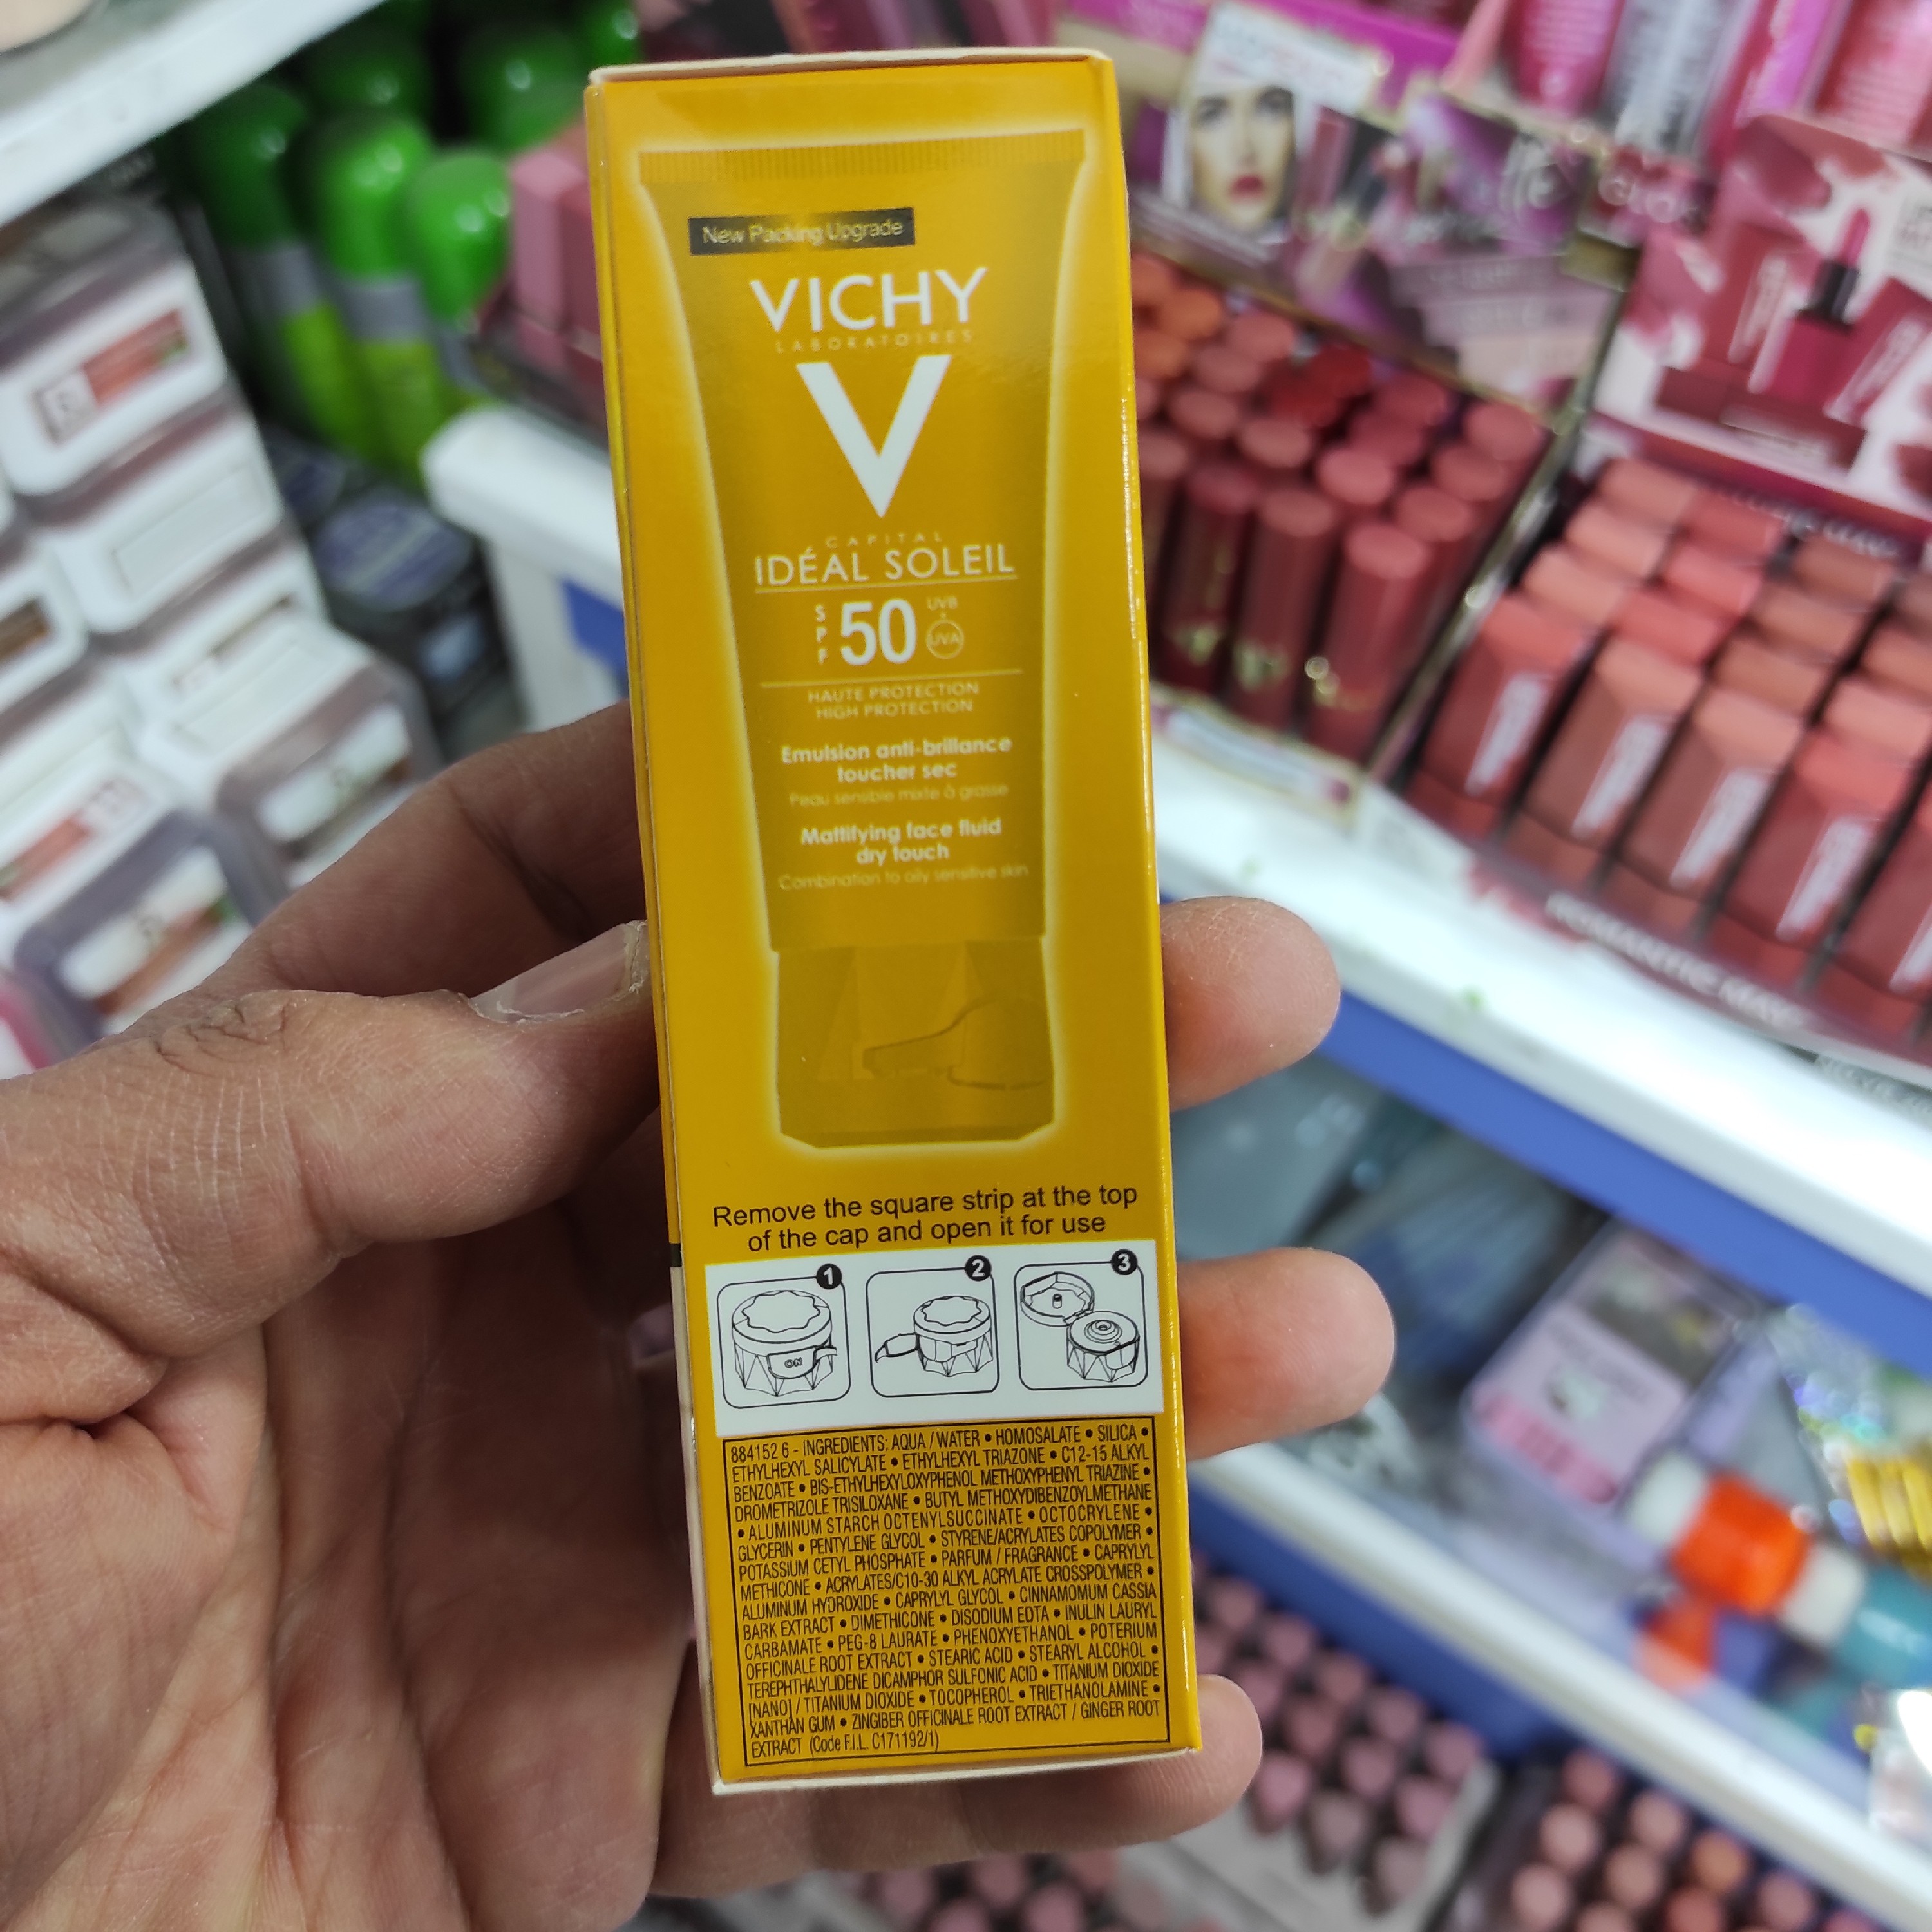 New Packing Upgrade
VICHY
LABORATOIRES
V
CAPITAL
IDÉAL SOLEIL
SPF 50 UVB + UVA
HAUTE PROTECTION
HIGH PROTECTION
Emulsion anti-brillance
toucher sec
Peau sensible mixte à grasse
Mattifying face fluid
dry touch
Combination to oily sensitive skin
Remove the square strip at the top
of the cap and open it for use
1 2 3
884152 6 - INGREDIENTS: AQUA / WATER • HOMOSALATE • SILICA •
ETHYLHEXYL SALICYLATE • ETHYLHEXYL TRIAZONE • C12-15 ALKYL
BENZOATE • BIS-ETHYLHEXYLOXYPHENOL METHOXYPHENYL TRIAZINE •
DROMETRIZOLE TRISILOXANE • BUTYL METHOXYDIBENZOYLMETHANE
• ALUMINUM STARCH OCTENYLSUCCINATE • OCTOCRYLENE •
GLYCERIN • PENTYLENE GLYCOL • STYRENE/ACRYLATES COPOLYMER •
POTASSIUM CETYL PHOSPHATE • PARFUM / FRAGRANCE • CAPRYLYL
METHICONE • ACRYLATES/C10-30 ALKYL ACRYLATE CROSSPOLYMER •
ALUMINUM HYDROXIDE • CAPRYLYL GLYCOL • CINNAMOMUM CASSIA
BARK EXTRACT • DIMETHICONE • DISODIUM EDTA • INULIN LAURYL
CARBAMATE • PEG-8 LAURATE • PHENOXYETHANOL • POTERIUM
OFFICINALE ROOT EXTRACT • STEARIC ACID • STEARYL ALCOHOL •
TEREPHTHALYLIDENE DICAMPHOR SULFONIC ACID • TITANIUM DIOXIDE
[NANO] / TITANIUM DIOXIDE • TOCOPHEROL • TRIETHANOLAMINE •
XANTHAN GUM • ZINGIBER OFFICINALE ROOT EXTRACT / GINGER ROOT
EXTRACT (Code F.I.L. C171192/1)